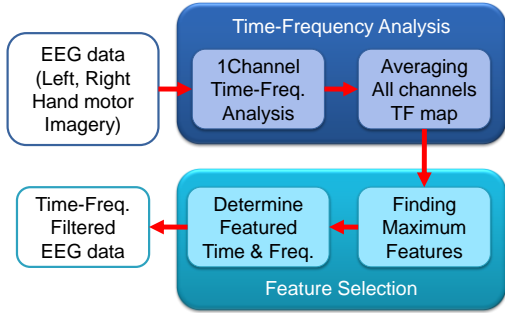 Time-Frequency Analysis
EEG data
(Left, Right
Hand motor
Imagery)
1Channel
Time-Freq.
Analysis
Averaging
All channels
TF map
Finding
Maximum
Features
Determine
Featured
Time & Freq.
Time-Freq.
Filtered
EEG data
Feature Selection